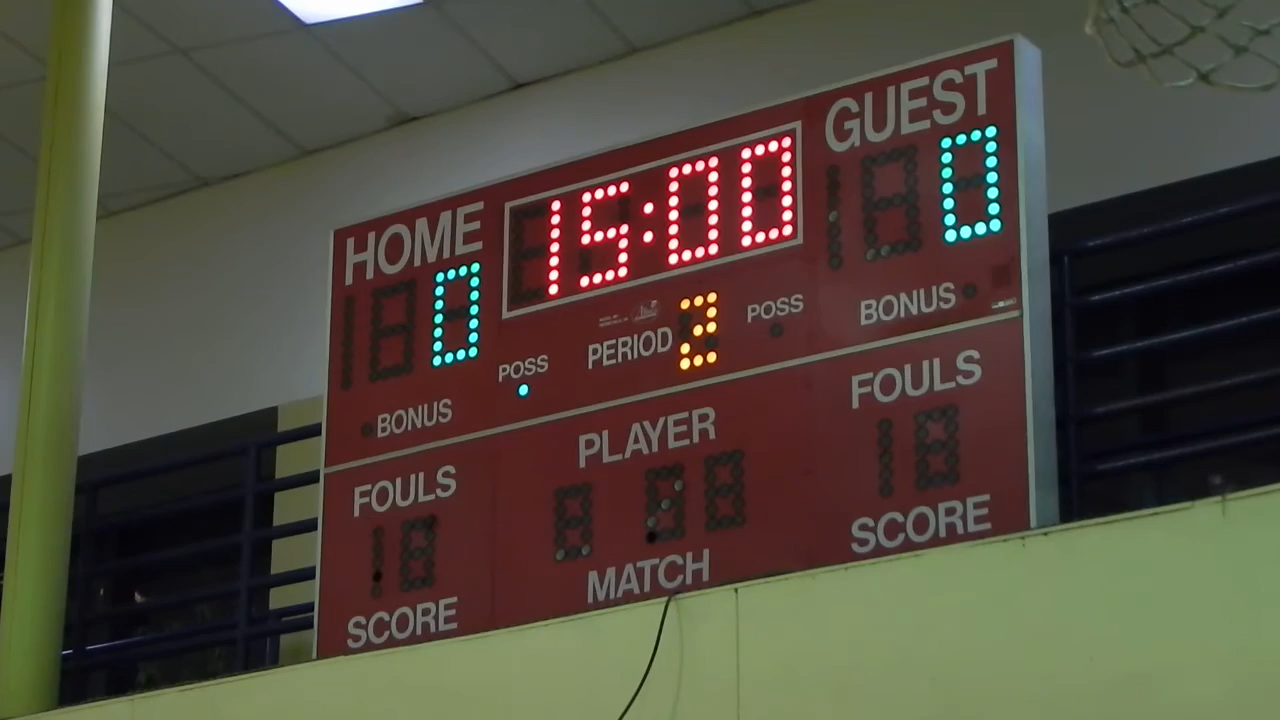 HOME
15:00
GUEST
0
0
POSS
PERIOD
2
POSS
BONUS
BONUS
FOULS
PLAYER
FOULS
SCORE
MATCH
SCORE